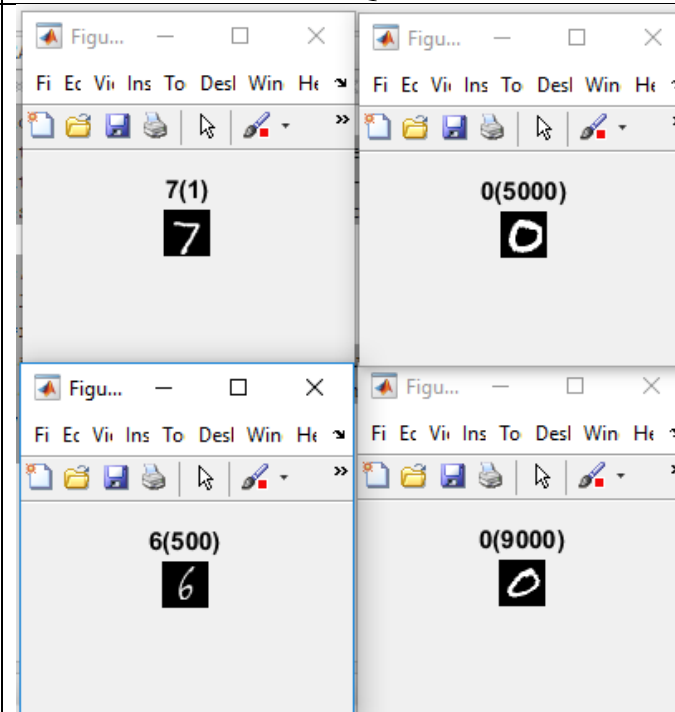 Figu...
Fi Ec Vi Ins To Desl Win He
7(1)
7
Figu...
Fi Ec Vi Ins To Desl Win He
0(5000)
0
Figu...
Fi Ec Vi Ins To Desl Win He
6(500)
6
Figu...
Fi Ec Vi Ins To Desl Win He
0(9000)
0